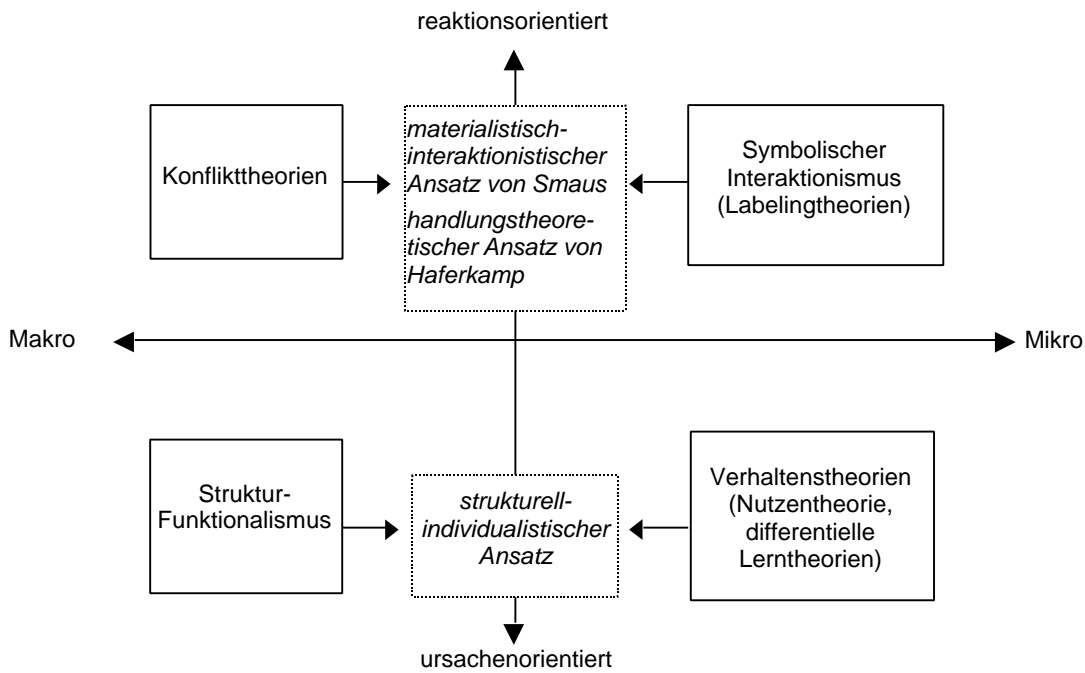 reaktionsorientiert
Konflikttheorien
materialistisch-
interaktionistischer
Ansatz von Smaus
handlungstheore-
tischer Ansatz von
Haferkamp
Symbolischer
Interaktionismus
(Labelingtheorien)
Makro
Mikro
Struktur-
Funktionalismus
strukturell-
individualistischer
Ansatz
Verhaltenstheorien
(Nutzentheorie,
differentielle
Lerntheorien)
ursachenorientiert